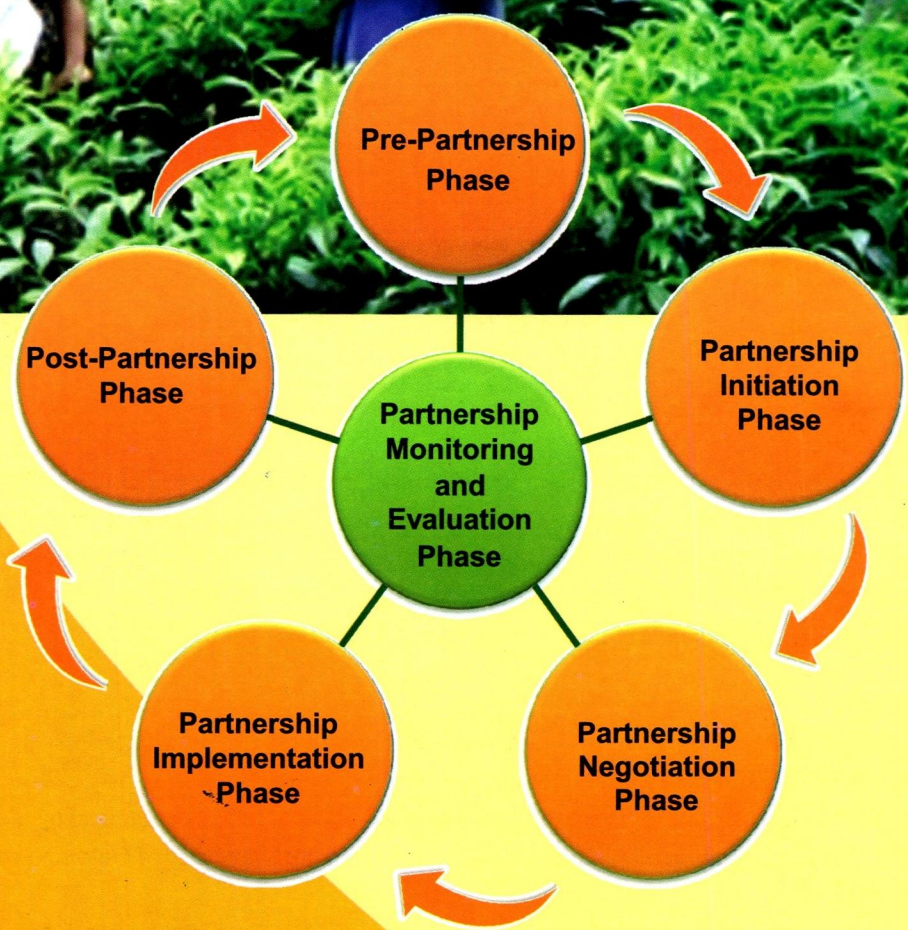 Pre-Partnership
Phase
Partnership
Initiation
Phase
Partnership
Negotiation
Phase
Partnership
Implementation
Phase
Post-Partnership
Phase
Partnership
Monitoring
and
Evaluation
Phase